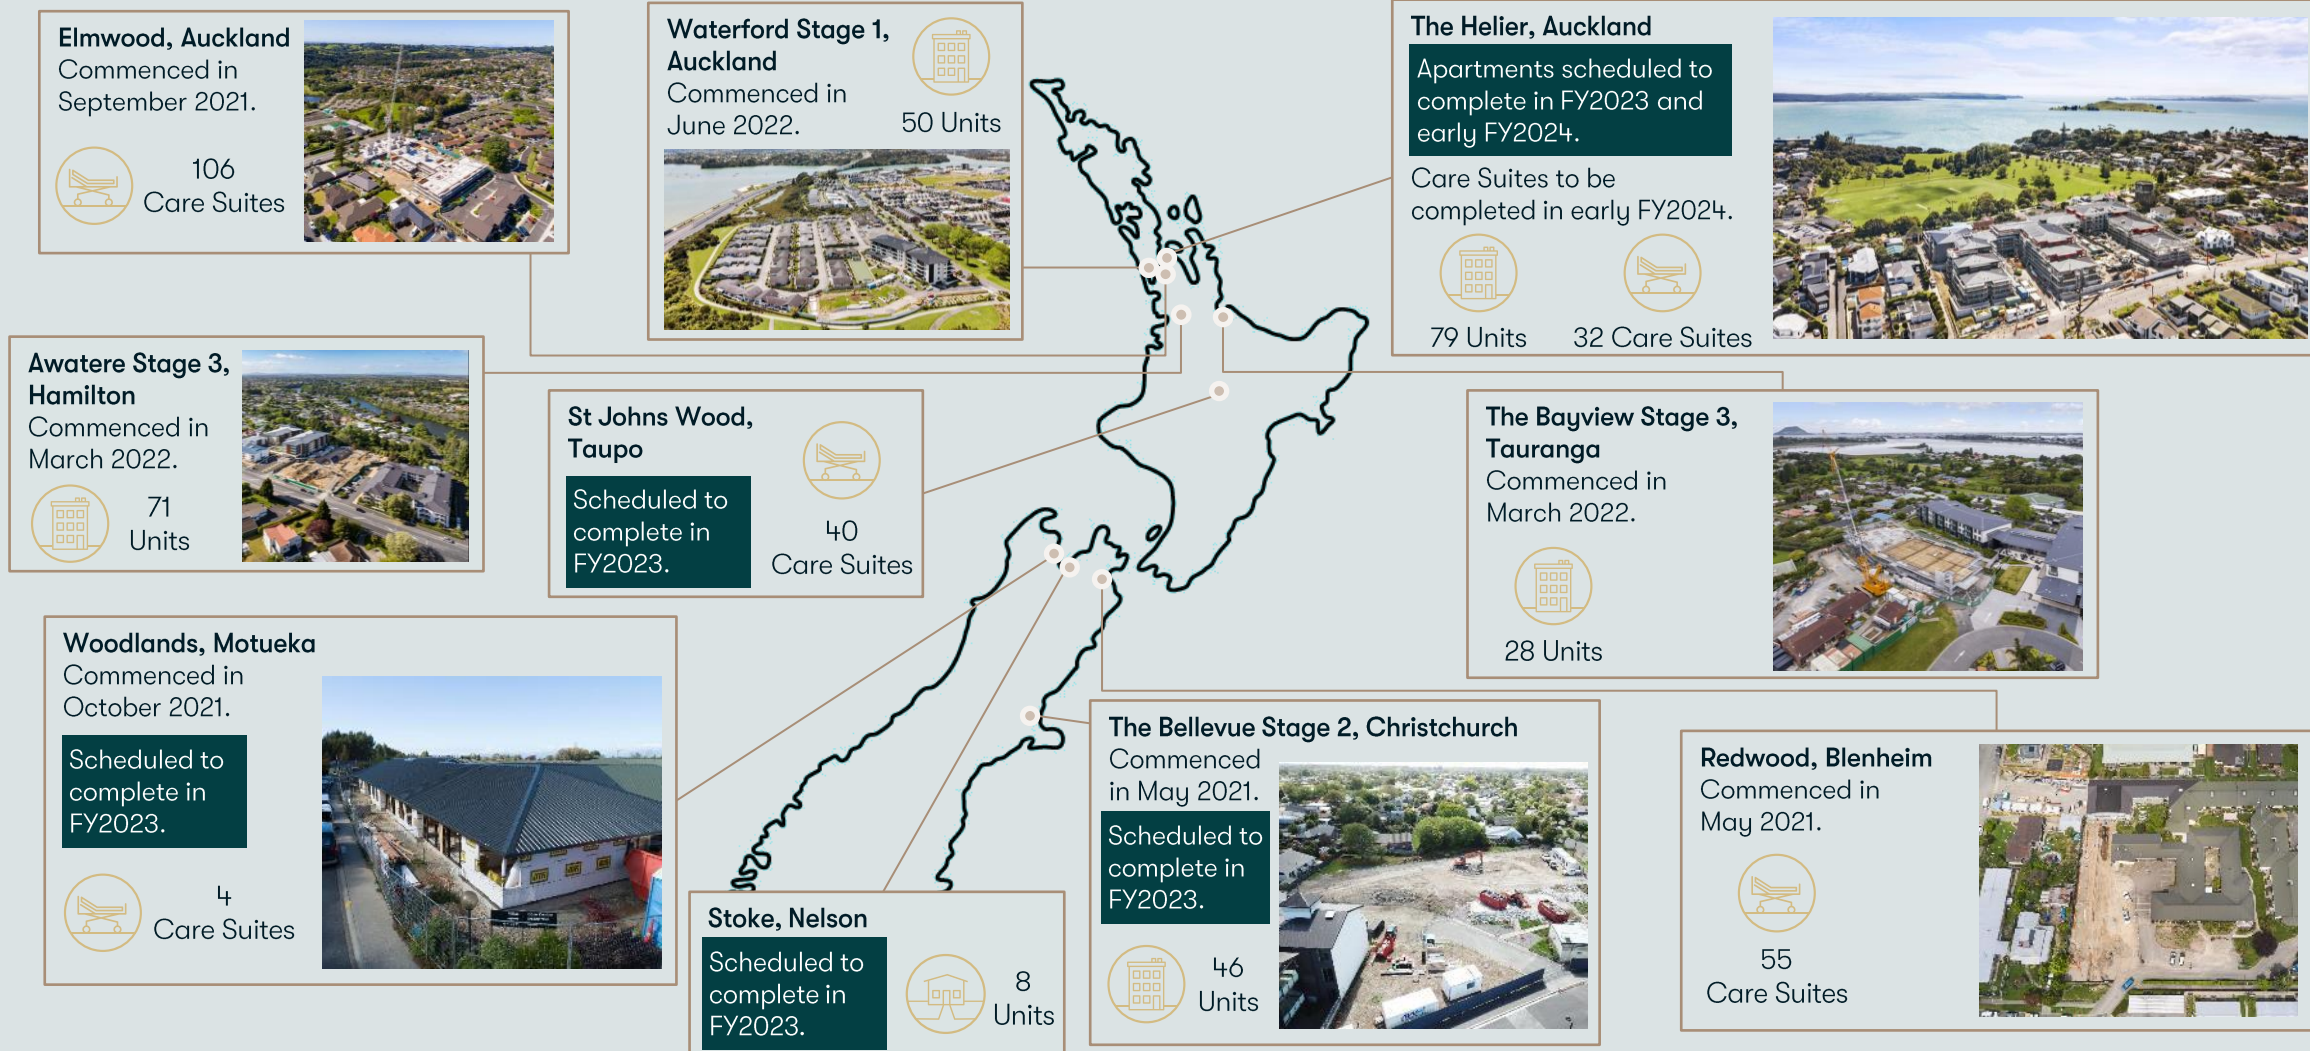 Elmwood, Auckland
Commenced in
September 2021.
106
Care Suites
Waterford Stage 1,
Auckland
Commenced in
June 2022.
50 Units
The Helier, Auckland
Apartments scheduled to
complete in FY2023 and
early FY2024.
Care Suites to be
completed in early FY2024.
79 Units
32 Care Suites
Awatere Stage 3,
Hamilton
Commenced in
March 2022.
71
Units
St Johns Wood,
Taupo
Scheduled to
complete in
FY2023.
40
Care Suites
The Bayview Stage 3,
Tauranga
Commenced in
March 2022.
28 Units
Woodlands, Motueka
Commenced in
October 2021.
Scheduled to
complete in
FY2023.
4
Care Suites
Stoke, Nelson
Scheduled to
complete in
FY2023.
8
Units
The Bellevue Stage 2, Christchurch
Commenced
in May 2021.
Scheduled to
complete in
FY2023.
46
Units
Redwood, Blenheim
Commenced in
May 2021.
55
Care Suites